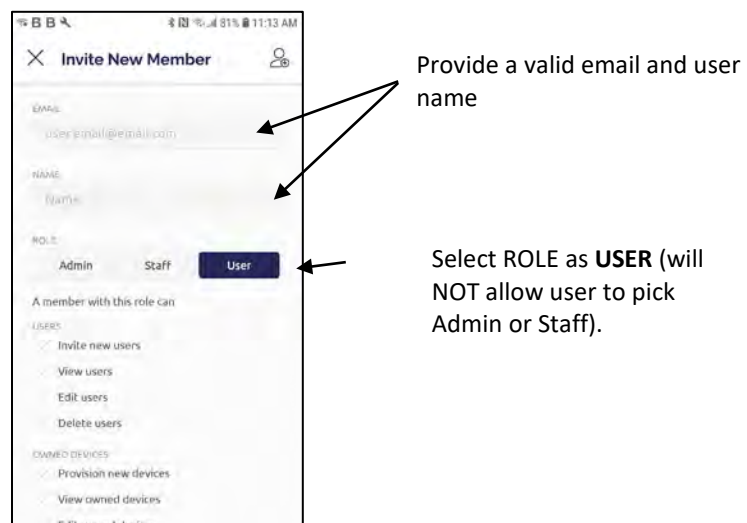 81% 11:13 AM
Invite New Member
Provide a valid email and user
name
EMAIL
user.email@email.com
NAME
Name
ROLE
Admin Staff User
Select ROLE as USER (will
NOT allow user to pick
Admin or Staff).
A member with this role can
USERS
Invite new users
View users
Edit users
Delete users
OWNED DEVICES
Provision new devices
View owned devices